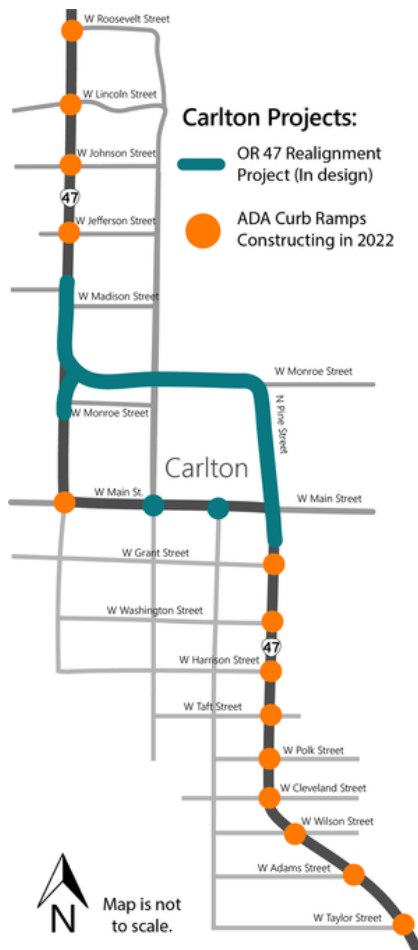 W Roosevelt Street
W Lincoln Street
Carlton Projects:
W Johnson Street
OR 47 Realignment
Project (In design)
47
W Jefferson Street
ADA Curb Ramps
Constructing in 2022
W Madison Street
W Monroe Street
N Pine Street
W Monroe Street
Carlton
W Main St.
W Main Street
W Grant Street
W Washington Street
47
W Harrison Street
W Taft Street
W Polk Street
W Cleveland Street
W Wilson Street
W Adams Street
W Taylor Street
N
Map is not
to scale.